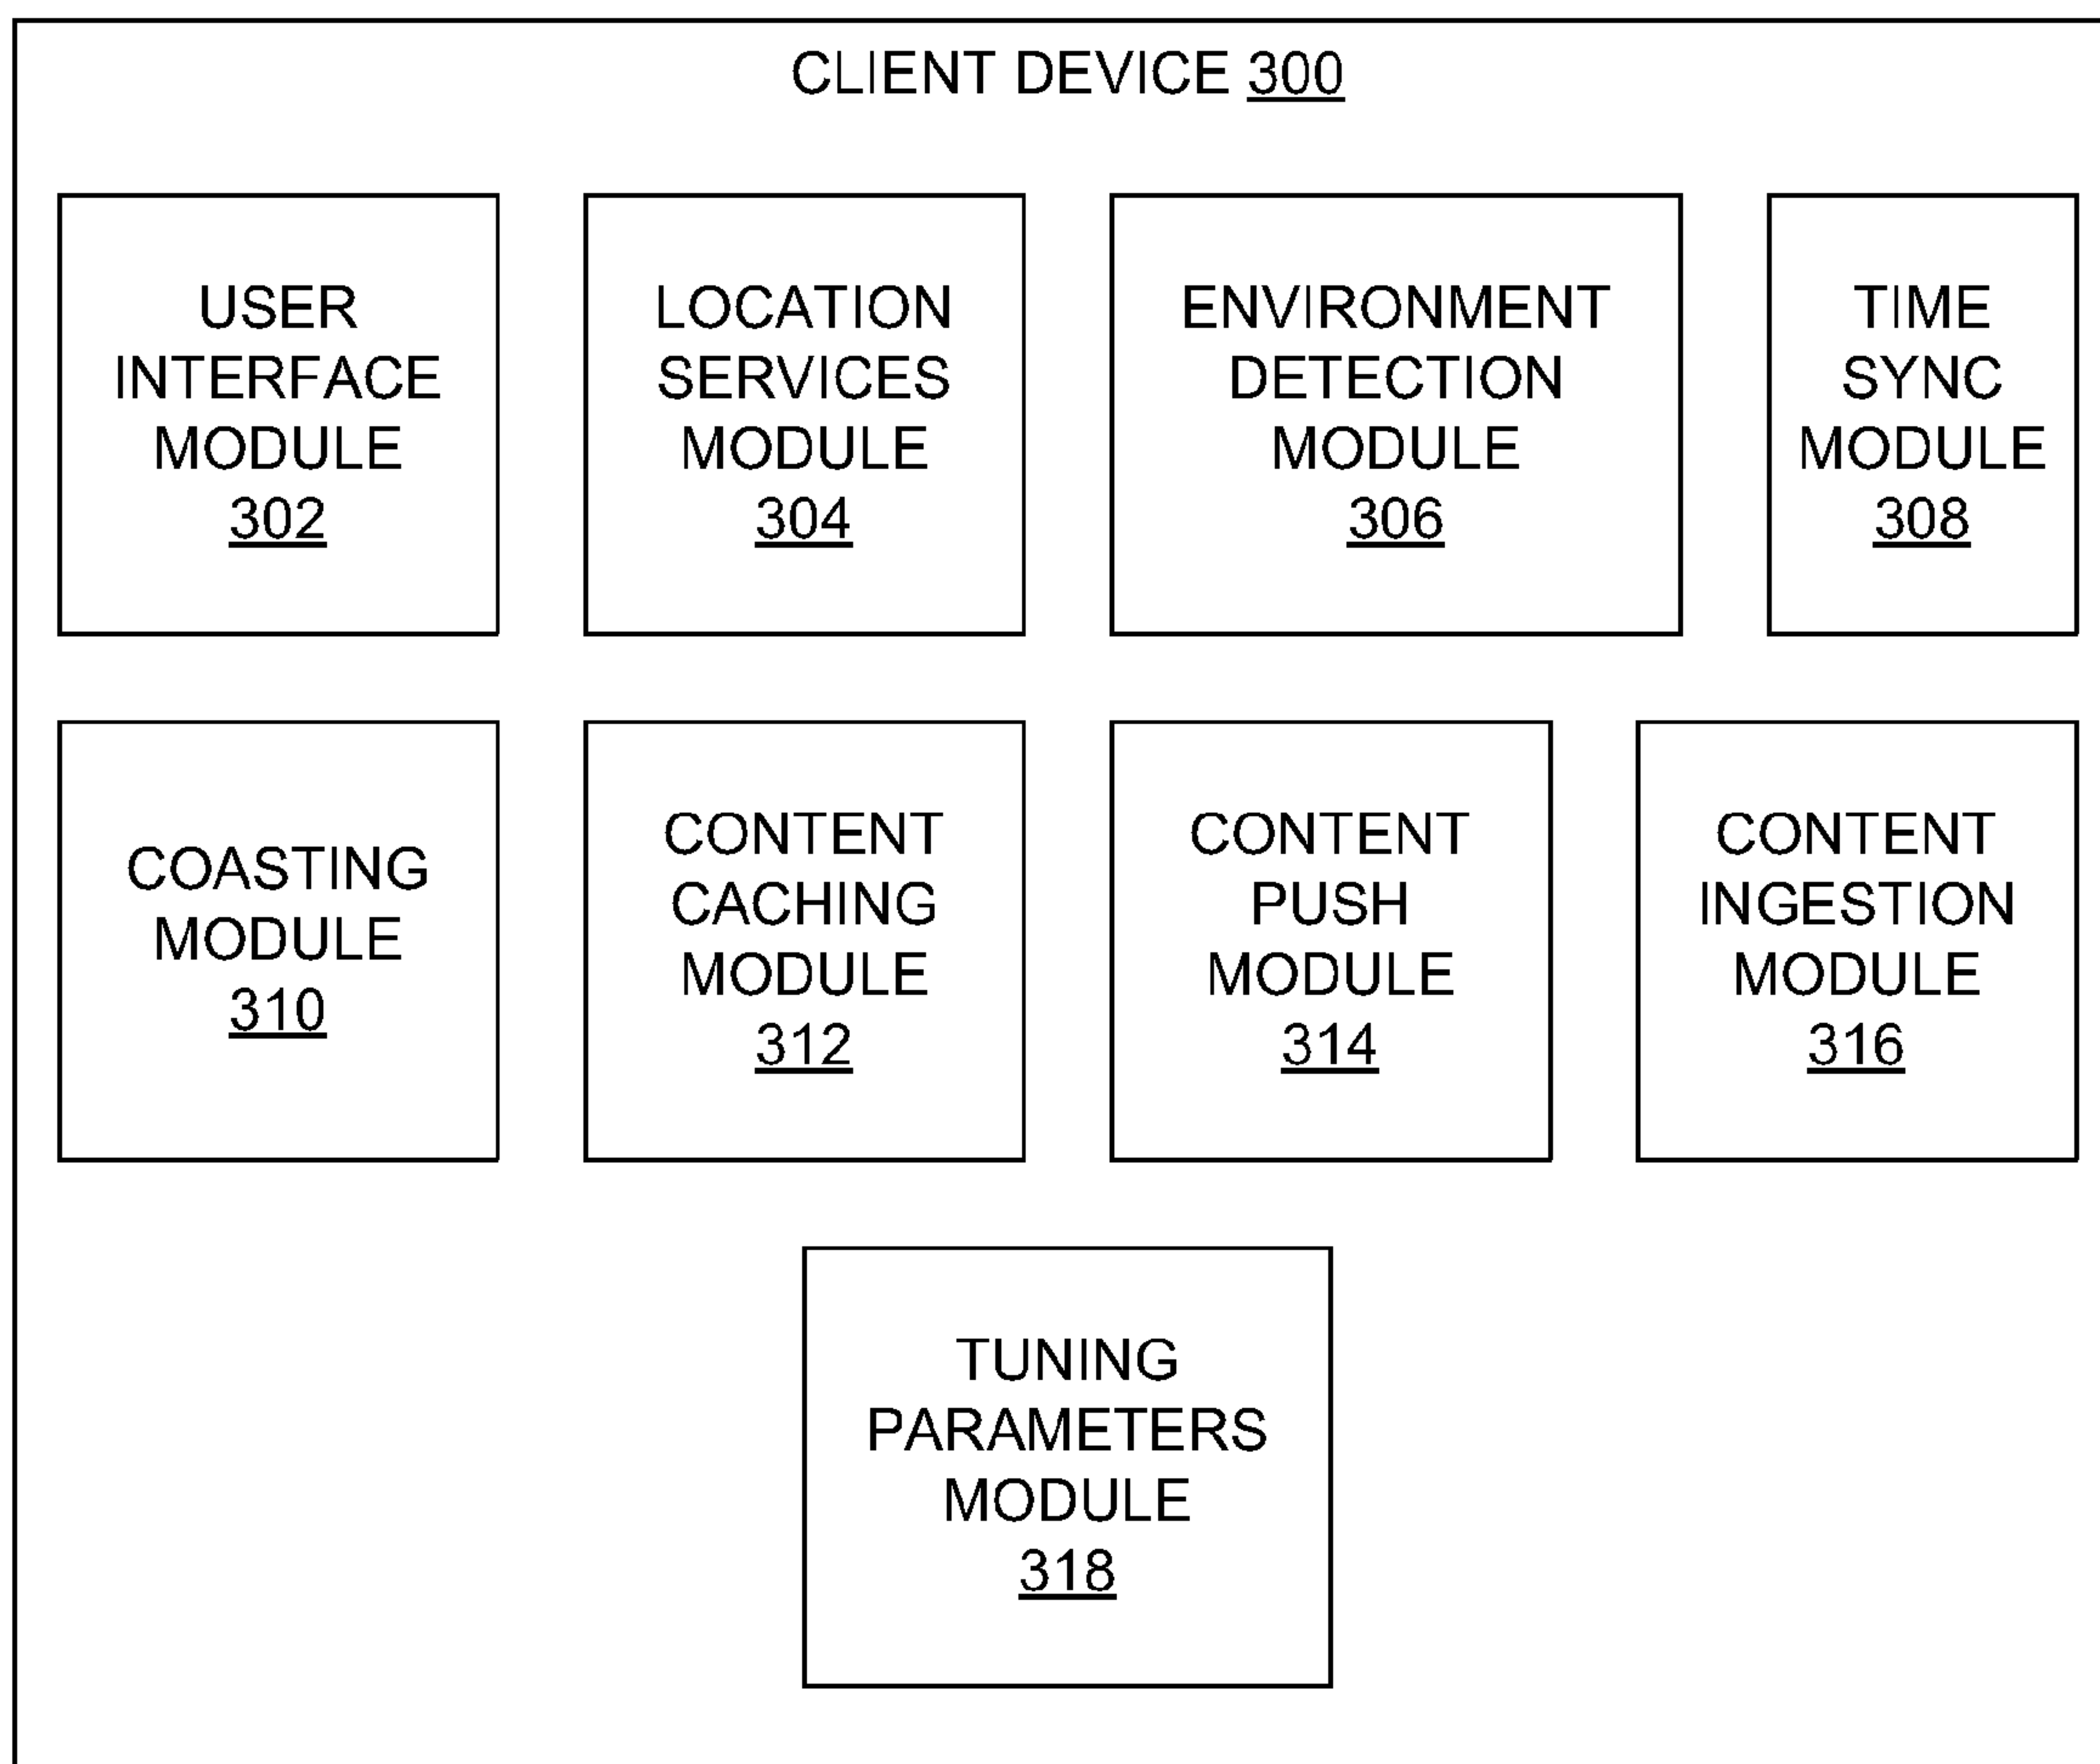 CLIENT DEVICE 300
USER
INTERFACE
MODULE
302
LOCATION
SERVICES
MODULE
304
ENVIRONMENT
DETECTION
MODULE
306
TIME
SYNC
MODULE
308
COASTING
MODULE
310
CONTENT
CACHING
MODULE
312
CONTENT
PUSH
MODULE
314
CONTENT
INGESTION
MODULE
316
TUNING
PARAMETERS
MODULE
318